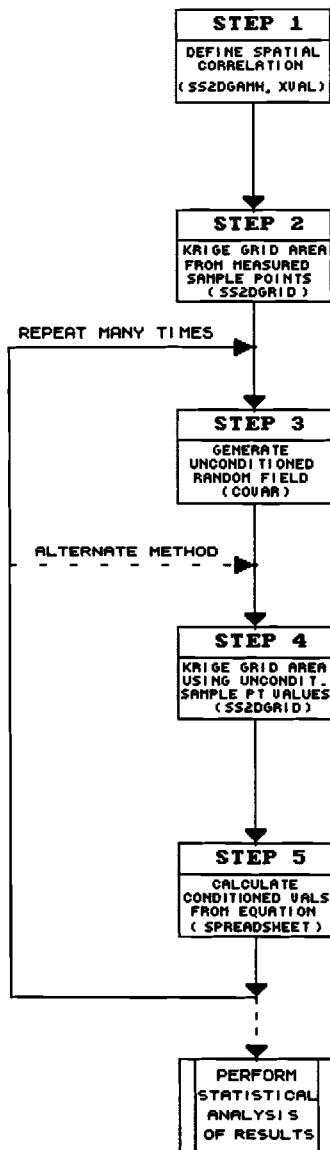 STEP 1
DEFINE SPATIAL
CORRELATION
(SS2DGAMH, XVAL)
STEP 2
KRIGE GRID AREA
FROM MEASURED
SAMPLE POINTS
(SS2DGRID)
REPEAT MANY TIMES
STEP 3
GENERATE
UNCONDITIONED
RANDOM FIELD
(COVAR)
ALTERNATE METHOD
STEP 4
KRIGE GRID AREA
USING UNCONDIT.
SAMPLE PT VALUES
(SS2DGRID)
STEP 5
CALCULATE
CONDITIONED VALS
FROM EQUATION
(SPREADSHEET)
PERFORM
STATISTICAL
ANALYSIS
OF RESULTS